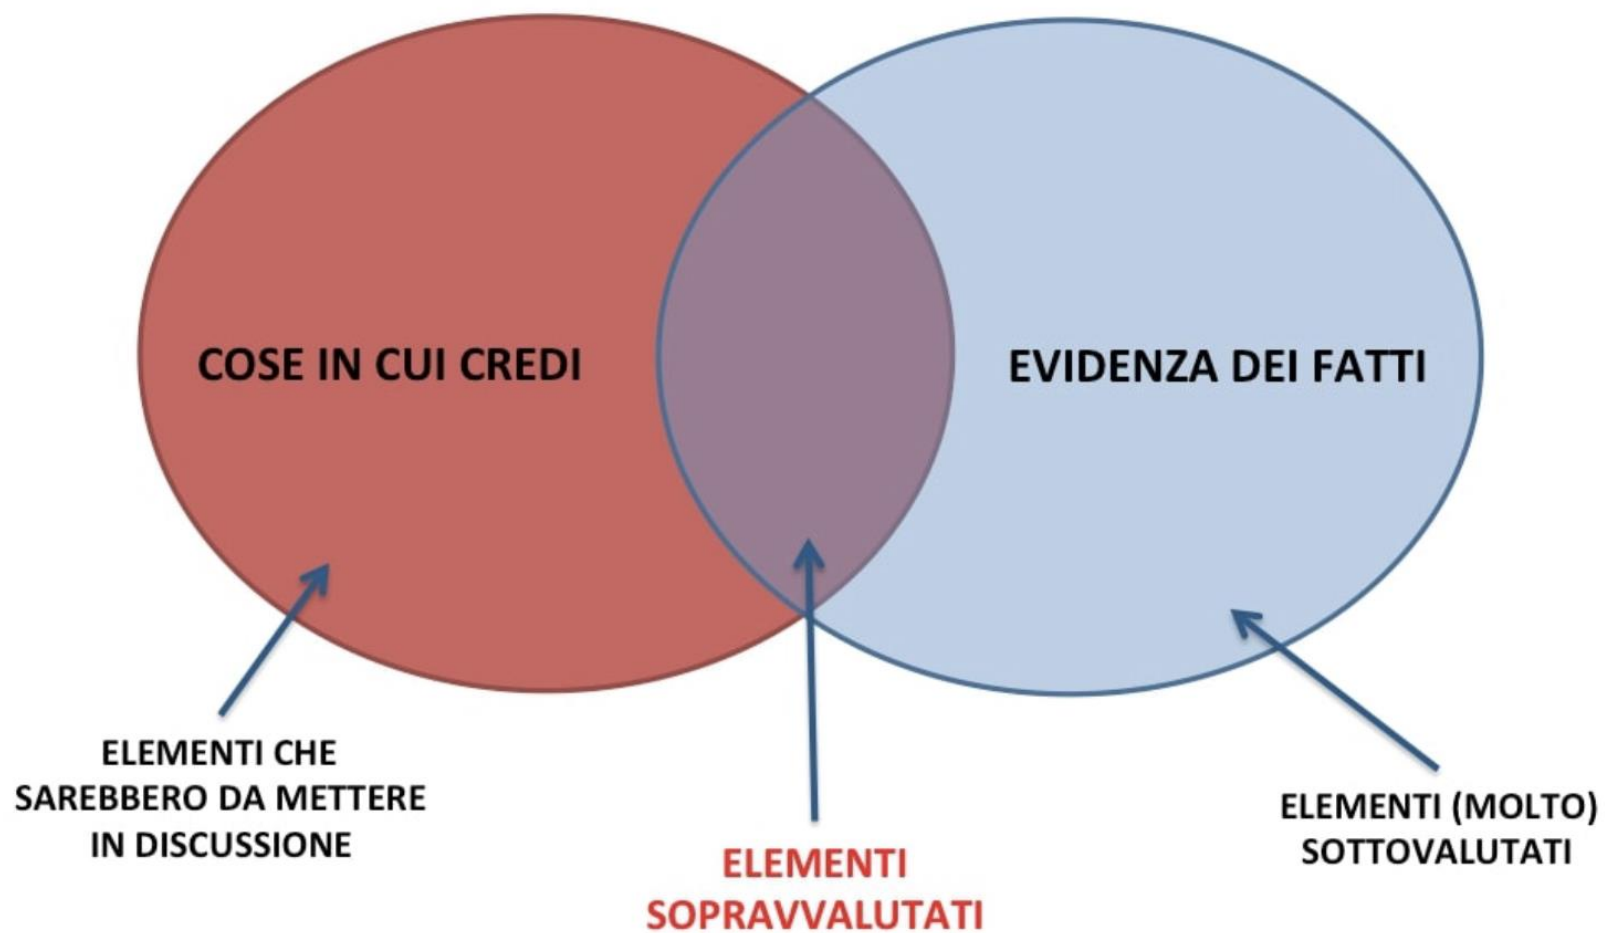 COSE IN CUI CREDI
EVIDENZA DEI FATTI
ELEMENTI CHE
SAREBBERO DA METTERE
IN DISCUSSIONE
ELEMENTI
SOPRAVVALUTATI
ELEMENTI (MOLTO)
SOTTOVALUTATI